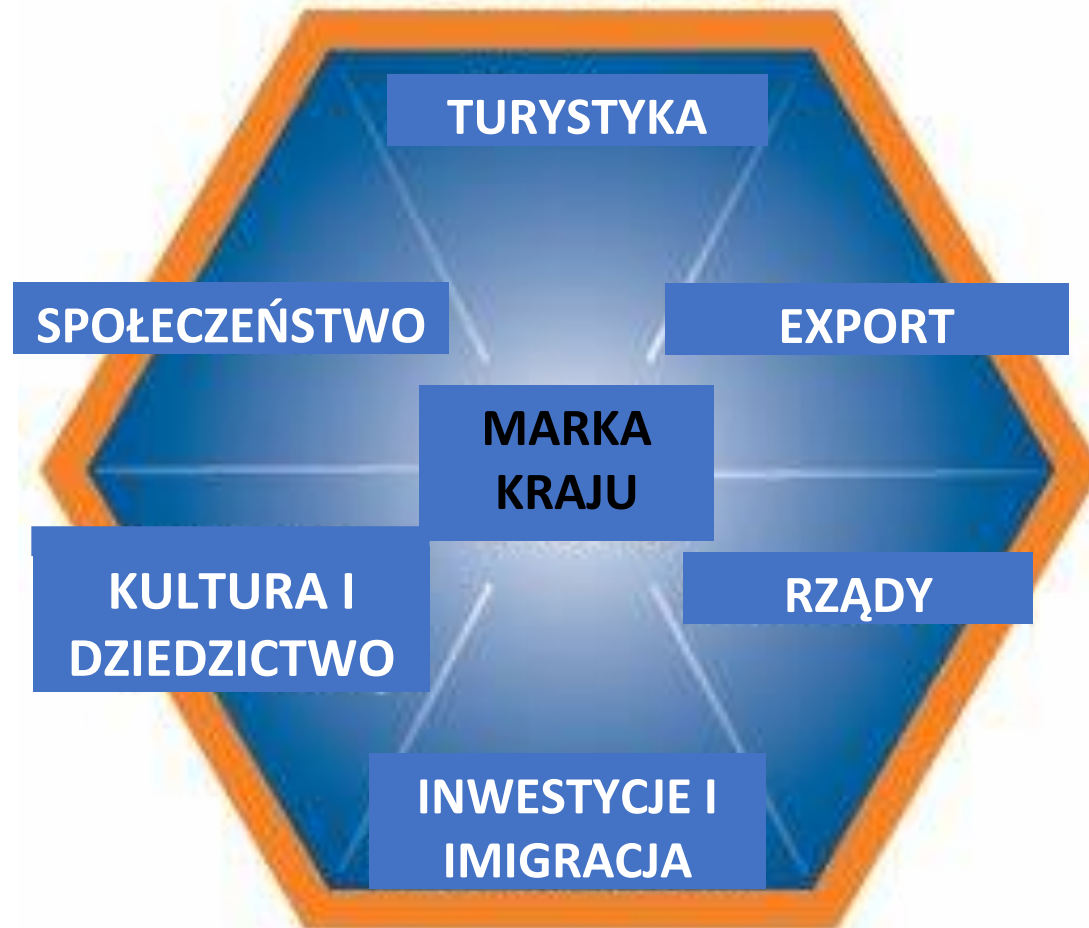 TURYSTYKA
SPOŁECZEŃSTWO
EXPORT
MARKA
KRAJU
KULTURA I
DZIEDZICTWO
RZĄDY
INWESTYCJE I
IMIGRACJA